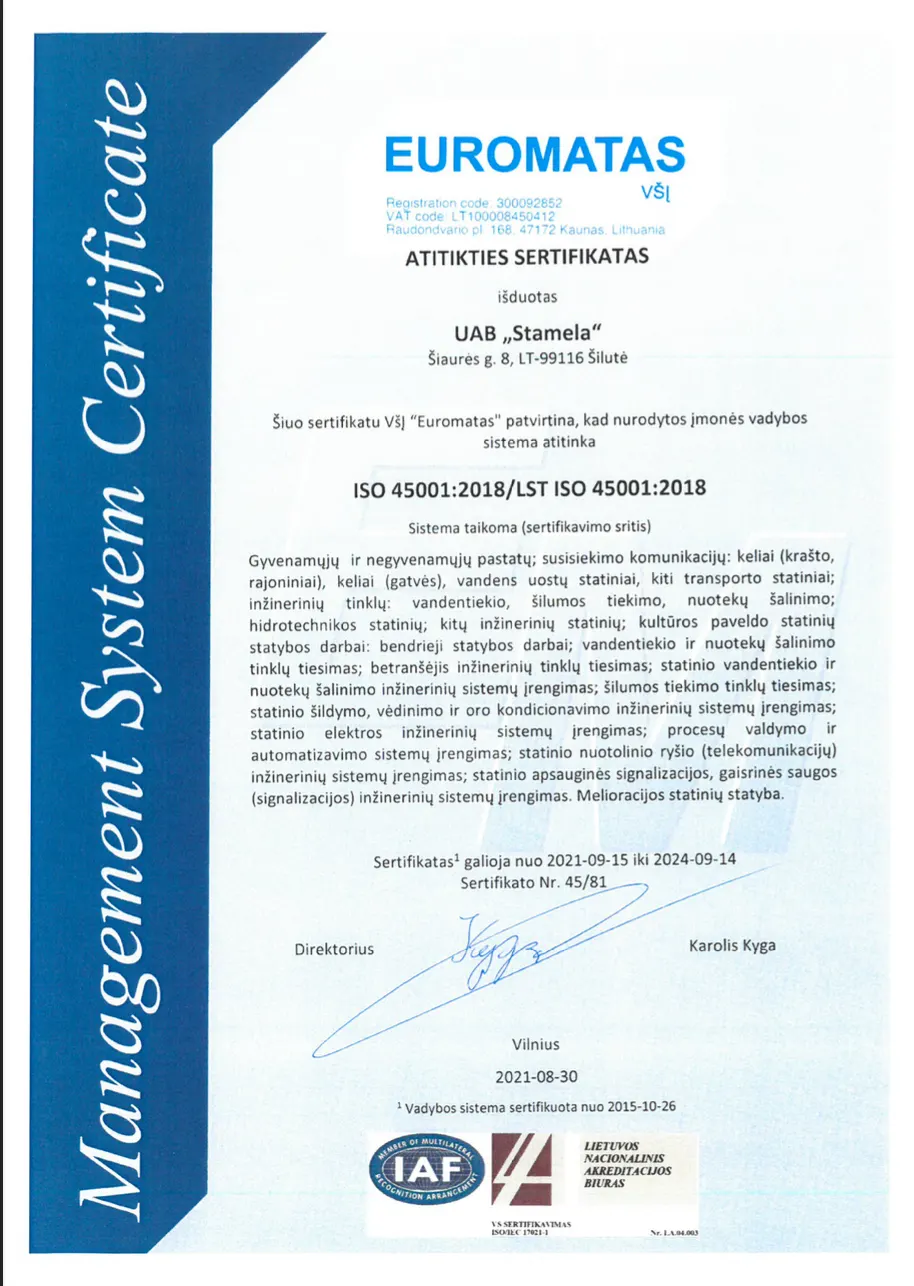 Management System Certificate
EUROMATAS
VŠĮ
Registration code: 300092852
VAT code: LT100008450412
Raudondvario pl. 168, 47172 Kaunas, Lithuania
ATITIKTIES SERTIFIKATAS
išduotas
UAB „Stamela“
Šiaurės g. 8, LT-99116 Šilutė
Šiuo sertifikatu VšĮ “Euromatas" patvirtina, kad nurodytos įmonės vadybos
sistema atitinka
ISO 45001:2018/LST ISO 45001:2018
Sistema taikoma (sertifikavimo sritis)
Gyvenamųjų ir negyvenamųjų pastatų; susisiekimo komunikacijų: keliai (krašto,
rajoniniai), keliai (gatvės), vandens uostų statiniai, kiti transporto statiniai;
inžinerinių tinklų: vandentiekio, šilumos tiekimo, nuotekų šalinimo;
hidrotechnikos statinių; kitų inžinerinių statinių; kultūros paveldo statinių
statybos darbai: bendrieji statybos darbai; vandentiekio ir nuotekų šalinimo
tinklų tiesimas; betranšėjis inžinerinių tinklų tiesimas; statinio vandentiekio ir
nuotekų šalinimo inžinerinių sistemų įrengimas; šilumos tiekimo tinklų tiesimas;
statinio šildymo, vėdinimo ir oro kondicionavimo inžinerinių sistemų įrengimas;
statinio elektros inžinerinių sistemų įrengimas; procesų valdymo ir
automatizavimo sistemų įrengimas; statinio nuotolinio ryšio (telekomunikacijų)
inžinerinių sistemų įrengimas; statinio apsauginės signalizacijos, gaisrinės saugos
(signalizacijos) inžinerinių sistemų įrengimas. Melioracijos statinių statyba.
Sertifikatas¹ galioja nuo 2021-09-15 iki 2024-09-14
Sertifikato Nr. 45/81
Direktorius
Karolis Kyga
Vilnius
2021-08-30
¹ Vadybos sistema sertifikuota nuo 2015-10-26
MEMBER OF MULTILATERAL
IAF
RECOGNITION ARRANGEMENT
LIETUVOS
NACIONALINIS
AKREDITACIJOS
BIURAS
VS SERTIFIKAVIMAS
ISO/IEC 17021-1
Nr. LA.04.003